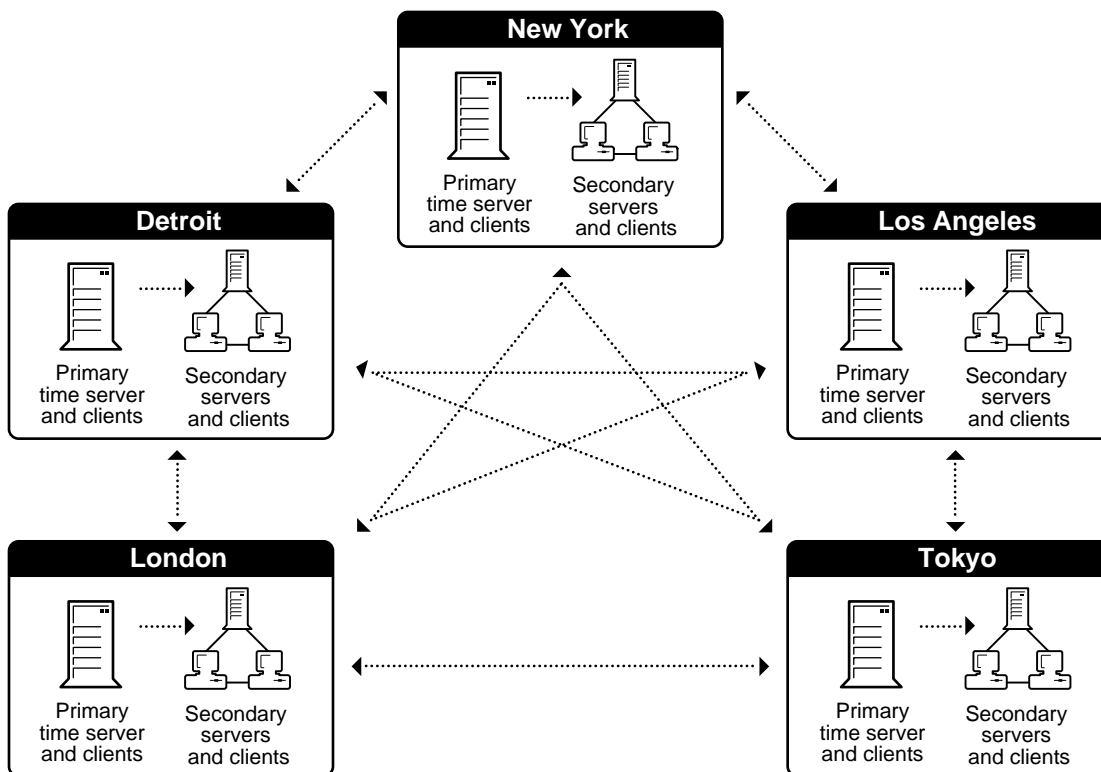 New York
Primary
time server
and clients
Secondary
servers
and clients
Detroit
Primary
time server
and clients
Secondary
servers
and clients
Los Angeles
Primary
time server
and clients
Secondary
servers
and clients
London
Primary
time server
and clients
Secondary
servers
and clients
Tokyo
Primary
time server
and clients
Secondary
servers
and clients